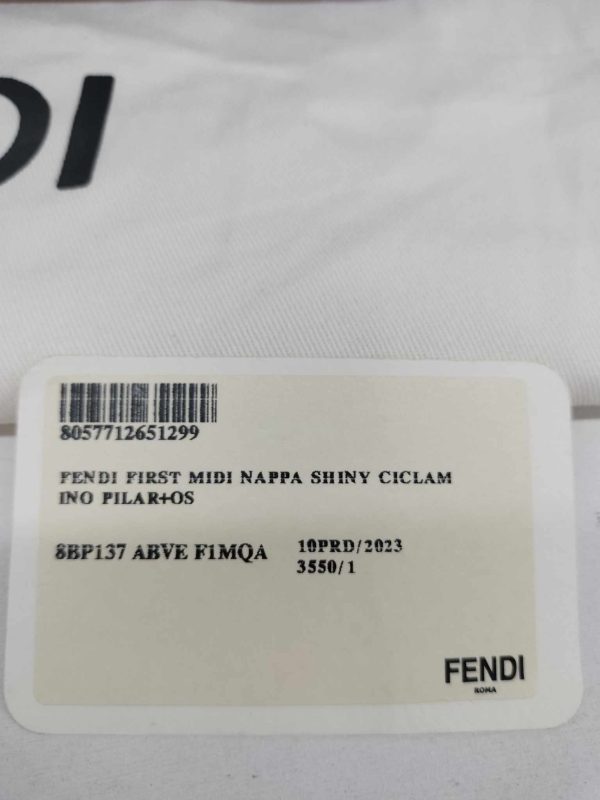 DI
8057712651299
FENDI FIRST MIDI NAPPA SHINY CICLAM
INO PILAR+OS
8BP137 ABVE F1MQA
10PRD/2023
3550/1
FENDI
ROMA